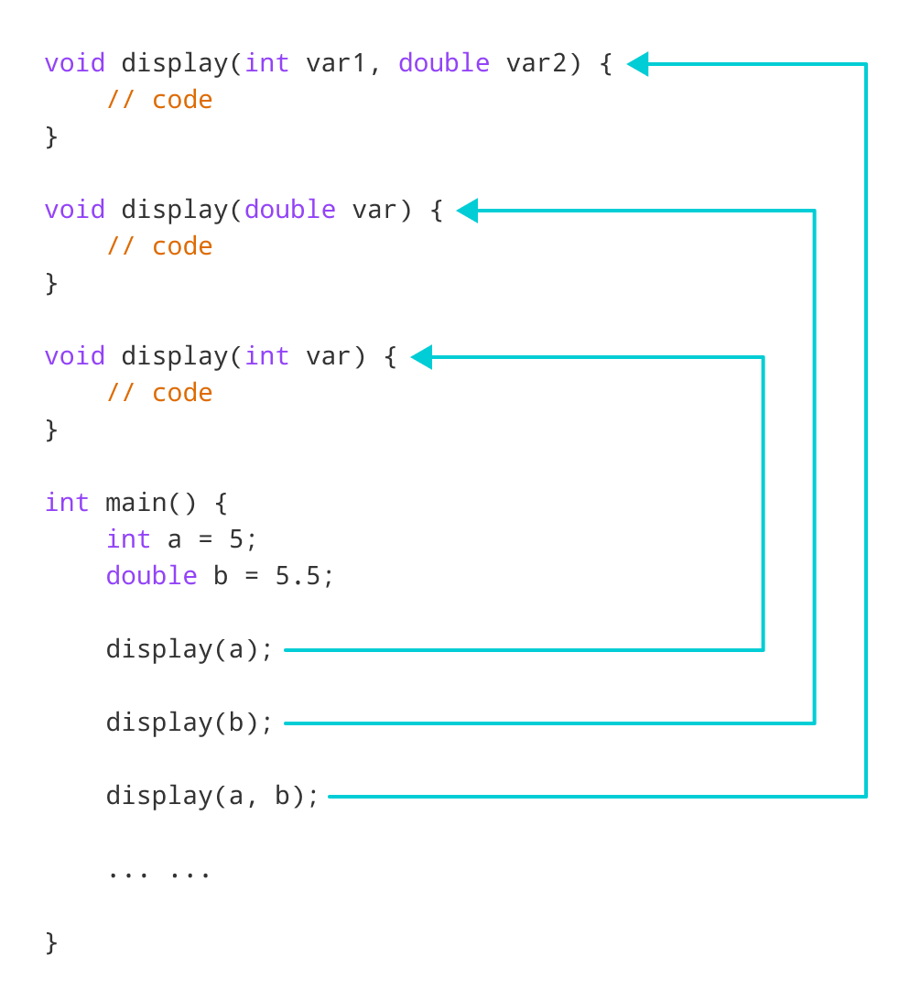 void display(int var1, double var2) {
// code
}
void display(double var) {
// code
}
void display(int var) {
// code
}
int main() {
int a = 5;
double b = 5.5;
display(a);
display(b);
display(a, b);
... ...
}